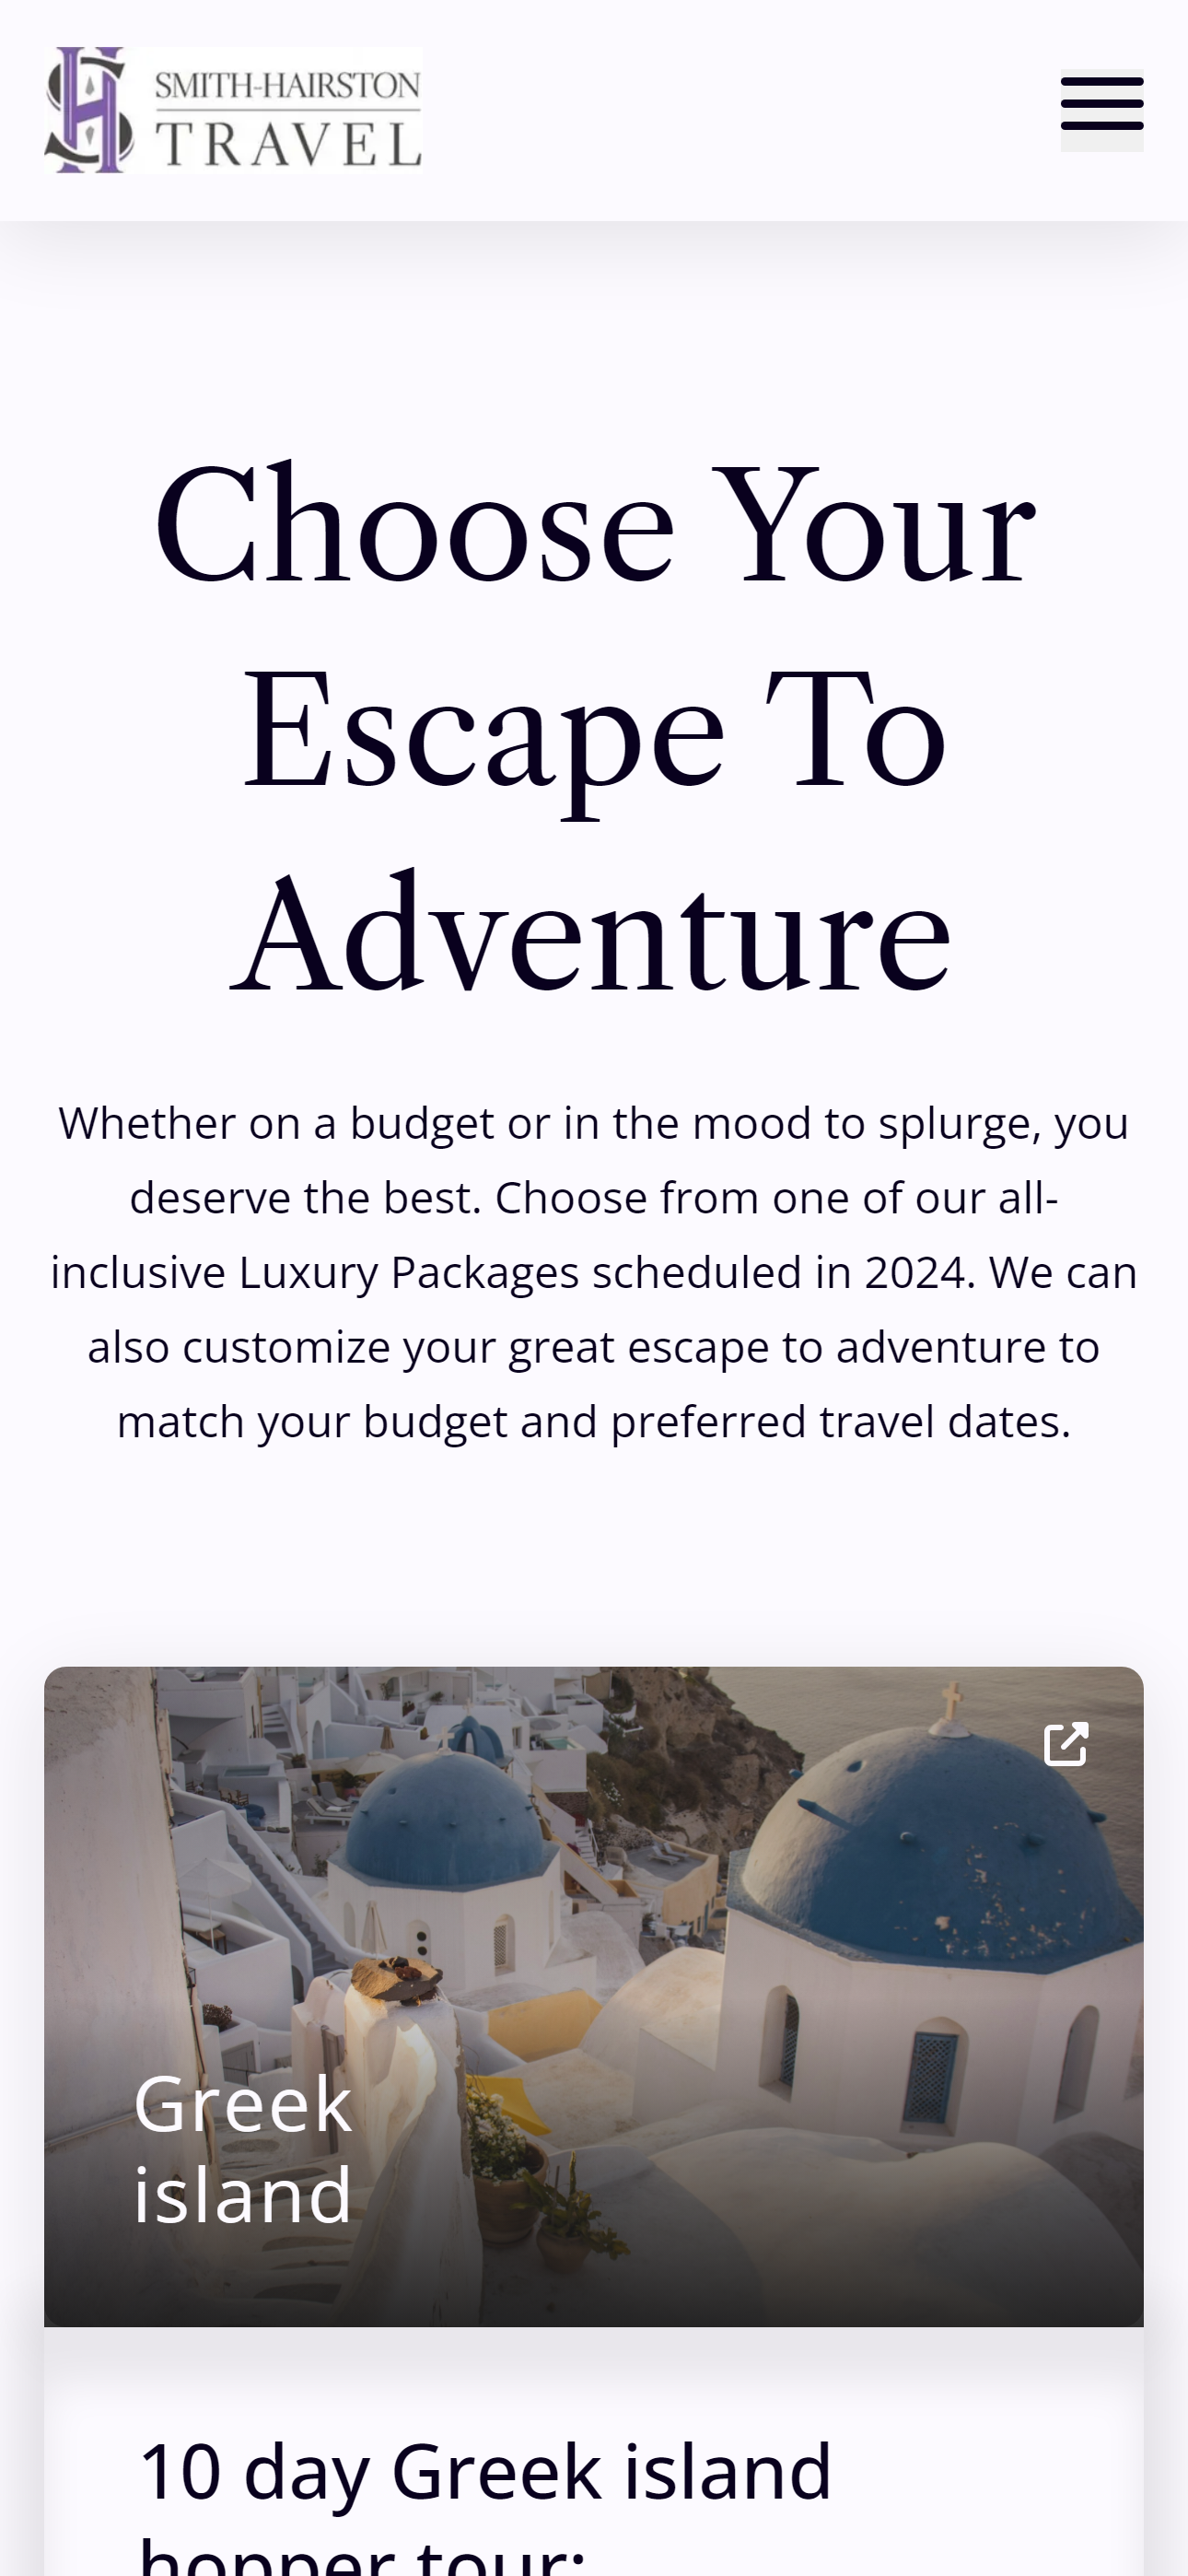 SMITH-HAIRSTON
TRAVEL
Choose Your
Escape To
Adventure
Whether on a budget or in the mood to splurge, you
deserve the best. Choose from one of our all-
inclusive Luxury Packages scheduled in 2024. We can
also customize your great escape to adventure to
match your budget and preferred travel dates.
Greek
island
10 day Greek island
hopper tour: